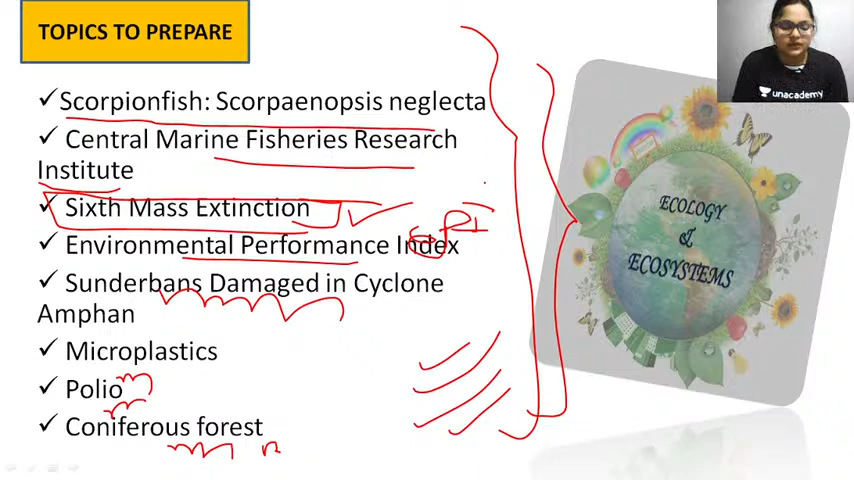 TOPICS TO PREPARE
✓Scorpionfish: Scorpaenopsis neglecta
✓ Central Marine Fisheries Research
Institute
✓ Sixth Mass Extinction
✓ Environmental Performance Index
EPI
✓ Sunderbans Damaged in Cyclone
Amphan
✓ Microplastics
✓ Polio
✓ Coniferous forest
unacademy
ECOLOGY
&
ECOSYSTEMS